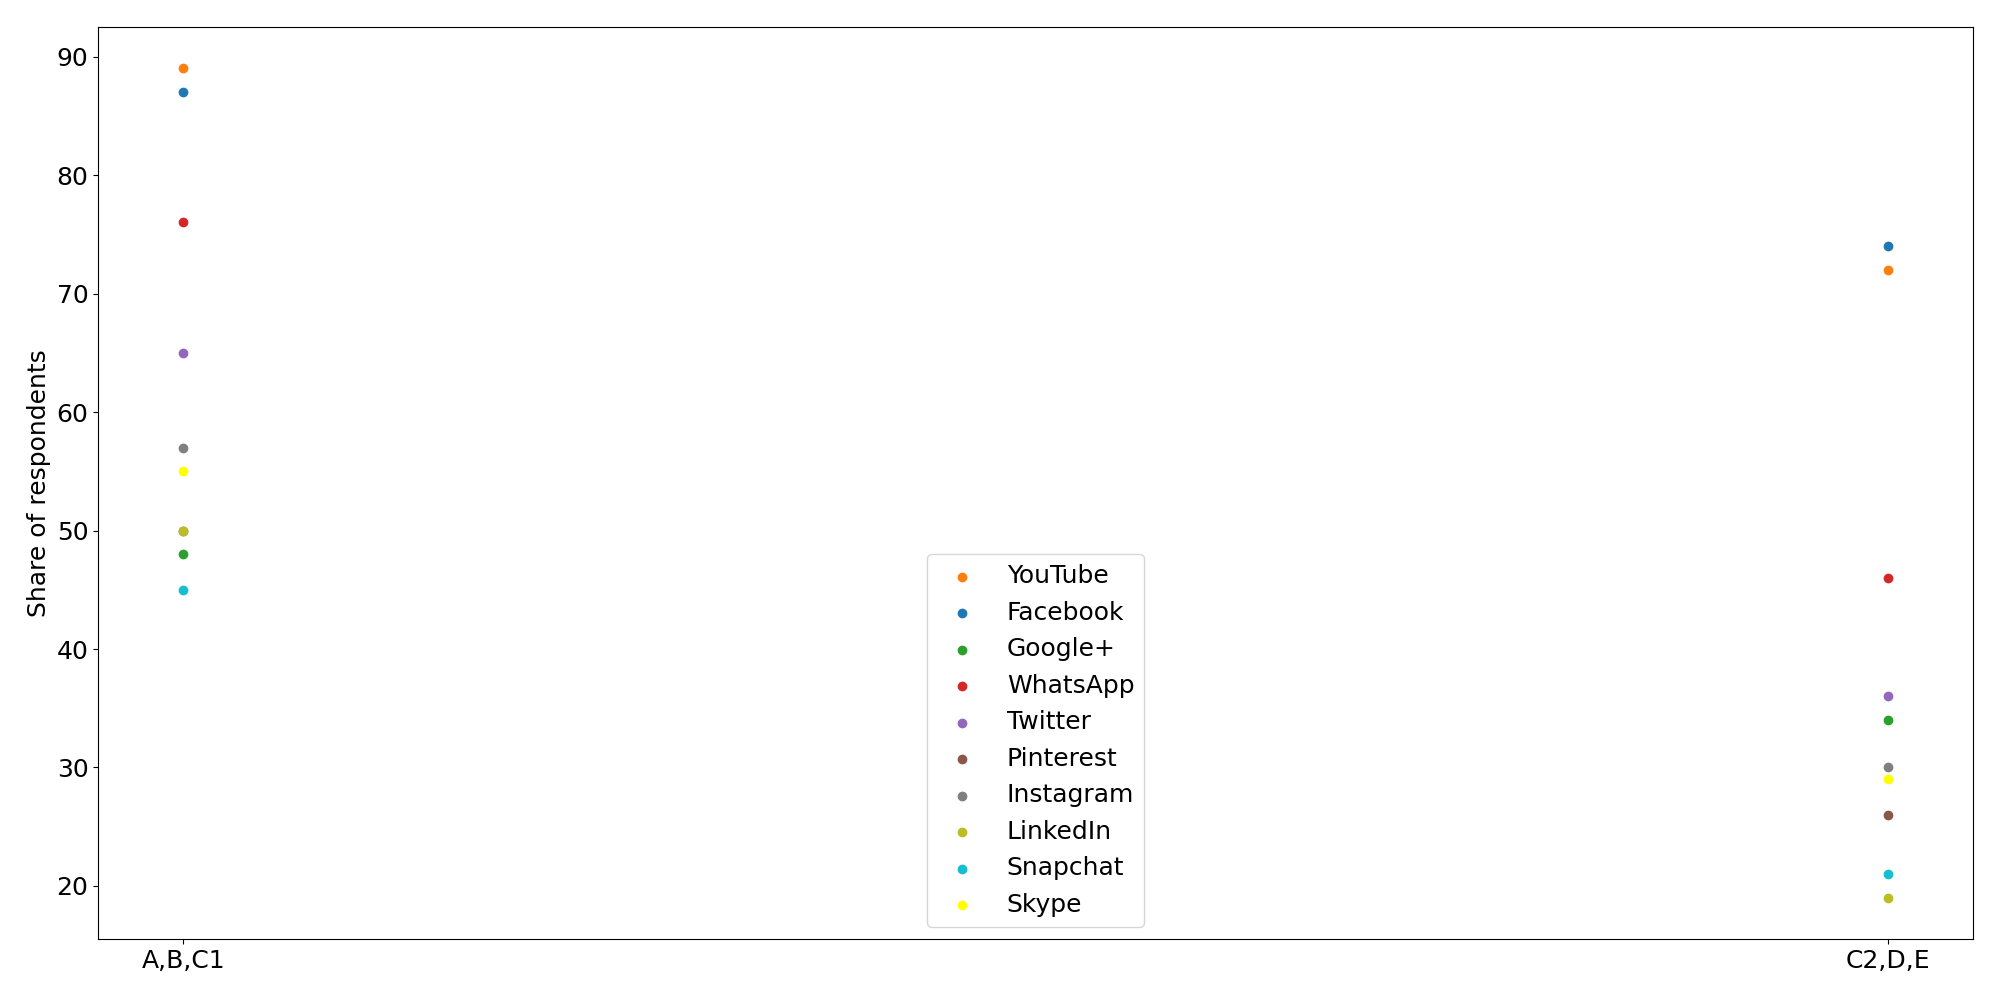 90
80
70
60
50
40
30
20
Share of respondents
A,B,C1
C2,D,E
YouTube
Facebook
Google+
WhatsApp
Twitter
Pinterest
Instagram
LinkedIn
Snapchat
Skype